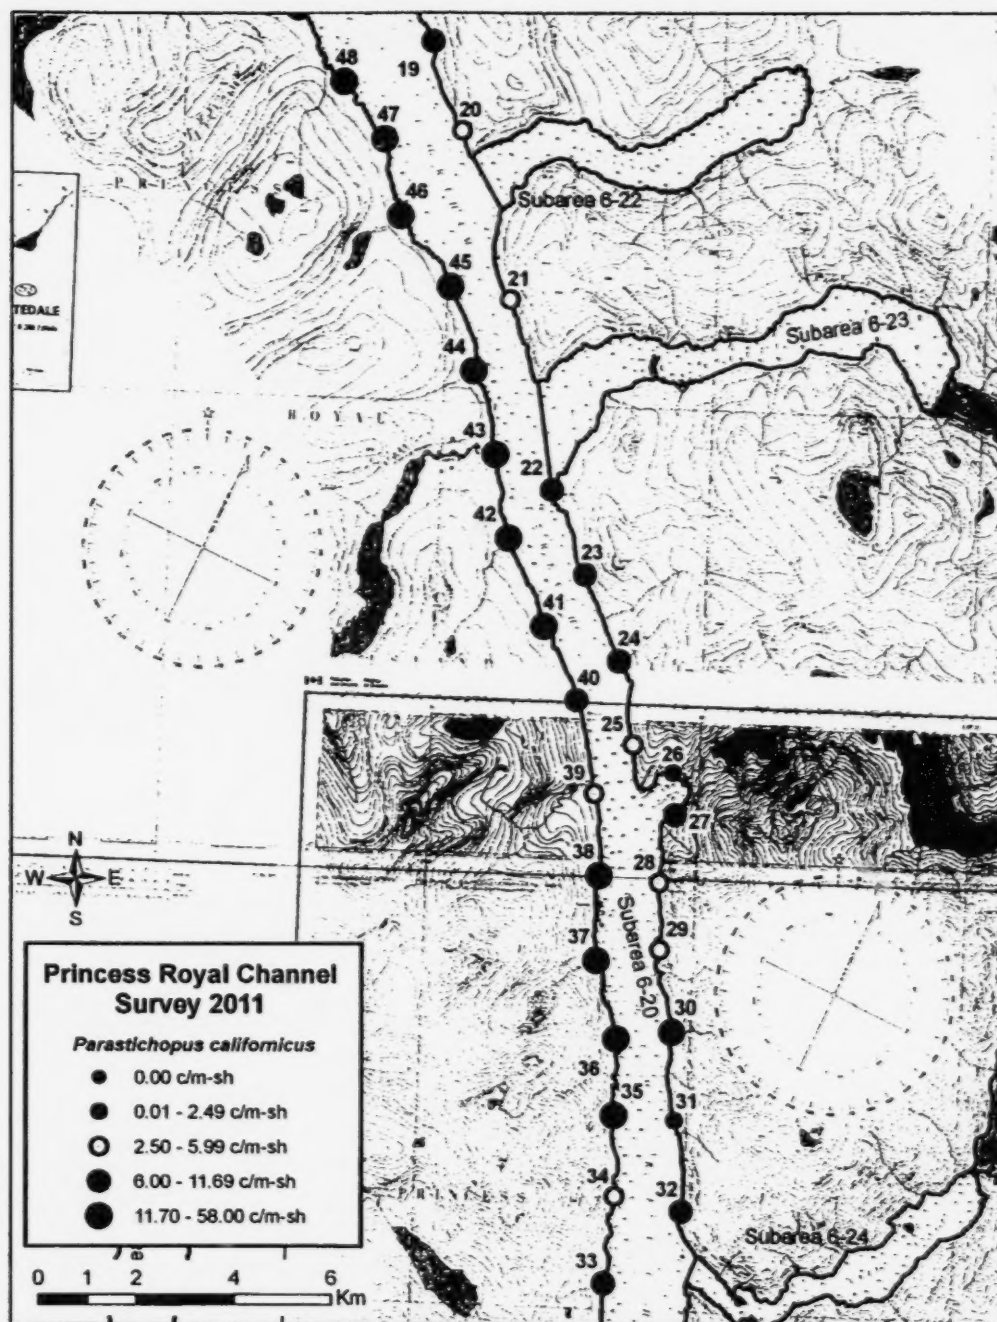 48
19
20
47
PRINCESS
46
Subarea 6-22
45
21
TEDALE
Subarea 6-23
44
ROYAL
43
22
42
23
41
24
40
25
26
39
27
N
W E
S
38
28
Subarea 6-20
37
29
30
36
35
31
34
PRINCESS
32
Subarea 6-24
33
Princess Royal Channel
Survey 2011
Parastichopus californicus
0.00 c/m-sh
0.01 - 2.49 c/m-sh
2.50 - 5.99 c/m-sh
6.00 - 11.69 c/m-sh
11.70 - 58.00 c/m-sh
0 1 2 4 6
Km